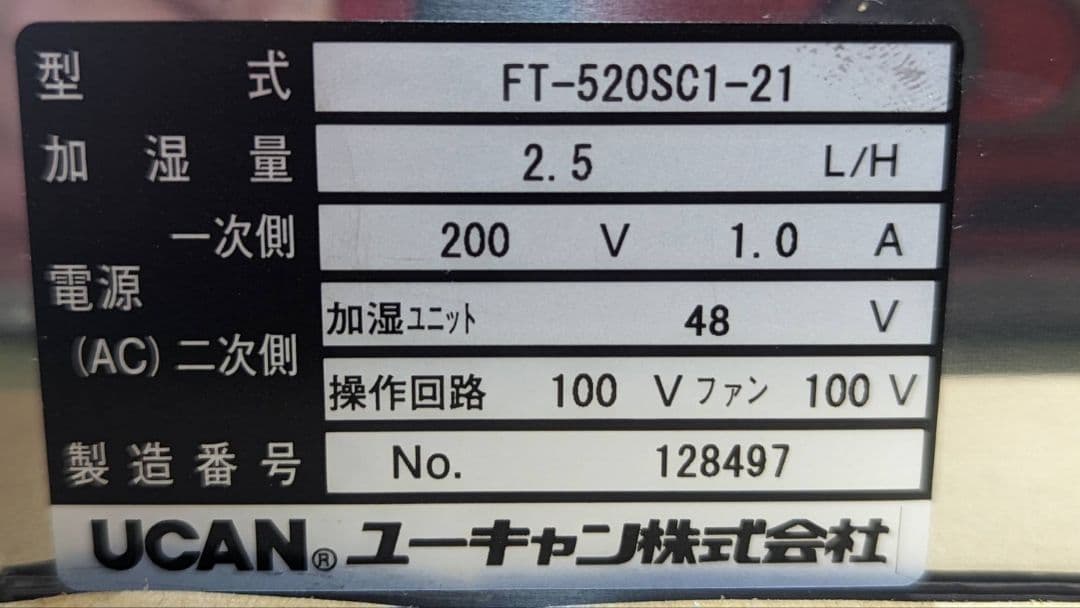 型式 FT-520SC1-21
加湿量 2.5 L/H
一次側 200 V 1.0 A
電源
加湿ユニット 48 V
(AC) 二次側
操作回路 100 V ファン 100 V
製造番号 No. 128497
UCAN® ユーキャン株式会社